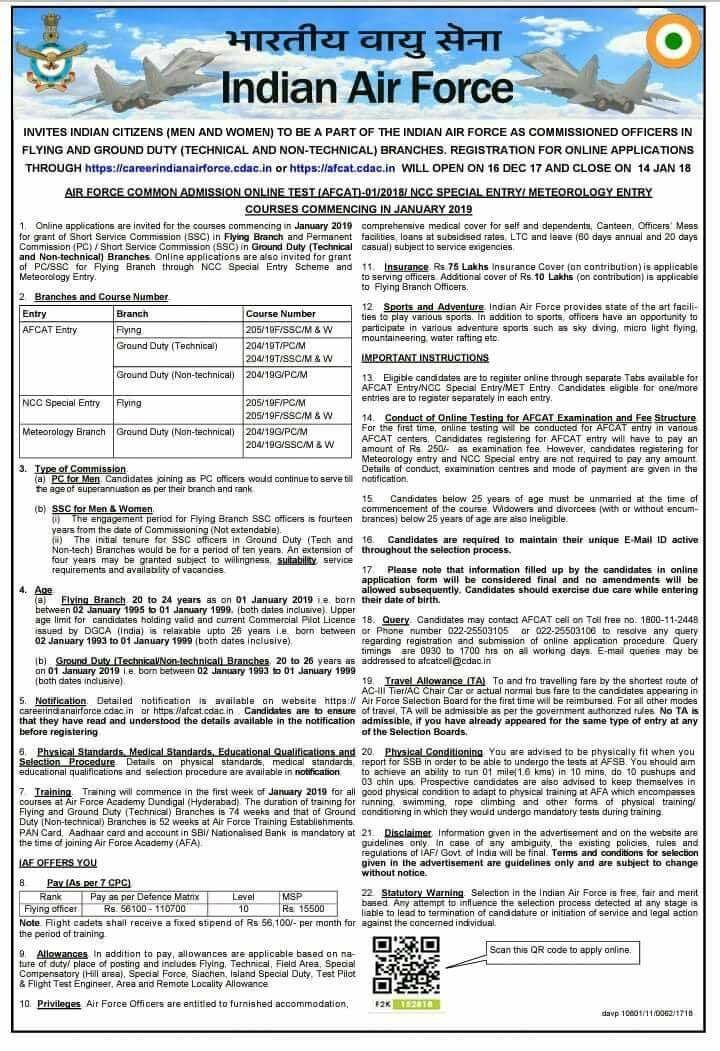 भारतीय वायु सेना
Indian Air Force
INVITES INDIAN CITIZENS (MEN AND WOMEN) TO BE A PART OF THE INDIAN AIR FORCE AS COMMISSIONED OFFICERS IN
FLYING AND GROUND DUTY (TECHNICAL AND NON-TECHNICAL) BRANCHES. REGISTRATION FOR ONLINE APPLICATIONS
THROUGH https://careerindianairforce.cdac.in or https://afcat.cdac.in WILL OPEN ON 16 DEC 17 AND CLOSE ON 14 JAN 18
AIR FORCE COMMON ADMISSION ONLINE TEST (AFCAT)-01/2018/ NCC SPECIAL ENTRY/ METEOROLOGY ENTRY
COURSES COMMENCING IN JANUARY 2019
1. Online applications are invited for the courses commencing in January 2019
for grant of Short Service Commission (SSC) in Flying Branch and Permanent
Commission (PC) / Short Service Commission (SSC) in Ground Duty (Technical
and Non-technical) Branches. Online applications are also invited for grant
of PC/SSC for Flying Branch through NCC Special Entry Scheme and
Meteorology Entry.
2. Branches and Course Number.
Entry Branch Course Number
AFCAT Entry Flying 205/19F/SSC/M & W
Ground Duty (Technical) 204/19T/PC/M
204/19T/SSC/M & W
Ground Duty (Non-technical) 204/19G/PC/M
NCC Special Entry Flying 205/19F/PC/M
205/19F/SSC/M & W
Meteorology Branch Ground Duty (Non-technical) 204/19G/PC/M
204/19G/SSC/M & W
3. Type of Commission.
(a) PC for Men. Candidates joining as PC officers would continue to serve till
the age of superannuation as per their branch and rank.
(b) SSC for Men & Women.
(i) The engagement period for Flying Branch SSC officers is fourteen
years from the date of Commissioning (Not extendable).
(ii) The initial tenure for SSC officers in Ground Duty (Tech and
Non-tech) Branches would be for a period of ten years. An extension of
four years may be granted subject to willingness, suitability, service
requirements and availability of vacancies.
4. Age.
(a) Flying Branch. 20 to 24 years as on 01 January 2019 i.e. born
between 02 January 1995 to 01 January 1999. (both dates inclusive). Upper
age limit for candidates holding valid and current Commercial Pilot Licence
issued by DGCA (India) is relaxable upto 26 years i.e. born between
02 January 1993 to 01 January 1999 (both dates inclusive).
(b) Ground Duty (Technical/Non-technical) Branches. 20 to 26 years as
on 01 January 2019 i.e. born between 02 January 1993 to 01 January 1999
(both dates inclusive).
5. Notification. Detailed notification is available on website https://
careerindianairforce.cdac.in or https://afcat.cdac.in . Candidates are to ensure
that they have read and understood the details available in the notification
before registering.
6. Physical Standards, Medical Standards, Educational Qualifications and
Selection Procedure. Details on physical standards, medical standards,
educational qualifications and selection procedure are available in notification.
7. Training. Training will commence in the first week of January 2019 for all
courses at Air Force Academy Dundigal (Hyderabad). The duration of training for
Flying and Ground Duty (Technical) Branches is 74 weeks and that of Ground
Duty (Non-technical) Branches is 52 weeks at Air Force Training Establishments.
PAN Card, Aadhaar card and account in SBI/ Nationalised Bank is mandatory at
the time of joining Air Force Academy (AFA).
IAF OFFERS YOU
8. Pay (As per 7 CPC)
Rank Pay as per Defence Matrix Level MSP
Flying officer Rs. 56100 - 110700 10 Rs. 15500
Note. Flight cadets shall receive a fixed stipend of Rs 56,100/- per month for
the period of training.
9. Allowances. In addition to pay, allowances are applicable based on na-
ture of duty/ place of posting and includes Flying, Technical, Field Area, Special
Compensatory (Hill area), Special Force, Siachen, Island Special Duty, Test Pilot
& Flight Test Engineer, Area and Remote Locality Allowance.
10. Privileges. Air Force Officers are entitled to furnished accommodation,
comprehensive medical cover for self and dependents, Canteen, Officers' Mess
facilities, loans at subsidised rates, LTC and leave (60 days annual and 20 days
casual) subject to service exigencies.
11. Insurance. Rs.75 Lakhs Insurance Cover (on contribution) is applicable
to serving officers. Additional cover of Rs.10 Lakhs (on contribution) is applicable
to Flying Branch Officers.
12. Sports and Adventure. Indian Air Force provides state of the art facili-
ties to play various sports. In addition to sports, officers have an opportunity to
participate in various adventure sports such as sky diving, micro light flying,
mountaineering, water rafting etc.
IMPORTANT INSTRUCTIONS
13. Eligible candidates are to register online through separate Tabs available for
AFCAT Entry/NCC Special Entry/MET Entry. Candidates eligible for one/more
entries are to register separately in each entry.
14. Conduct of Online Testing for AFCAT Examination and Fee Structure.
For the first time, online testing will be conducted for AFCAT entry in various
AFCAT centers. Candidates registering for AFCAT entry will have to pay an
amount of Rs. 250/- as examination fee. However, candidates registering for
Meteorology entry and NCC Special entry are not required to pay any amount.
Details of conduct, examination centres and mode of payment are given in the
notification.
15. Candidates below 25 years of age must be unmarried at the time of
commencement of the course. Widowers and divorcees (with or without encum-
brances) below 25 years of age are also ineligible.
16. Candidates are required to maintain their unique E-Mail ID active
throughout the selection process.
17. Please note that information filled up by the candidates in online
application form will be considered final and no amendments will be
allowed subsequently. Candidates should exercise due care while entering
their date of birth.
18. Query. Candidates may contact AFCAT cell on Toll free no. 1800-11-2448
or Phone number 022-25503105 or 022-25503106 to resolve any query
regarding registration and submission of online application procedure. Query
timings are 0930 to 1700 hrs on all working days. E-mail queries may be
addressed to afcatcell@cdac.in
19. Travel Allowance (TA). To and fro travelling fare by the shortest route of
AC-III Tier/AC Chair Car or actual normal bus fare to the candidates appearing in
Air Force Selection Board for the first time will be reimbursed. For all other modes
of travel, TA will be admissible as per the government authorized rules. No TA is
admissible, if you have already appeared for the same type of entry at any
of the Selection Boards.
20. Physical Conditioning. You are advised to be physically fit when you
report for SSB in order to be able to undergo the tests at AFSB. You should aim
to achieve an ability to run 01 mile(1.6 kms) in 10 mins, do 10 pushups and
03 chin ups. Prospective candidates are also advised to keep themselves in
good physical condition to adapt to physical training at AFA which encompasses
running, swimming, rope climbing and other forms of physical training/
conditioning in which they would undergo mandatory tests during training.
21. Disclaimer. Information given in the advertisement and on the website are
guidelines only. In case of any ambiguity, the existing policies, rules and
regulations of IAF/ Govt. of India will be final. Terms and conditions for selection
given in the advertisement are guidelines only and are subject to change
without notice.
22. Statutory Warning. Selection in the Indian Air Force is free, fair and merit
based. Any attempt to influence the selection process detected at any stage is
liable to lead to termination of candidature or initiation of service and legal action
against the concerned individual.
Scan this QR code to apply online.
F2K 152818
davp 10801/11/0062/1718